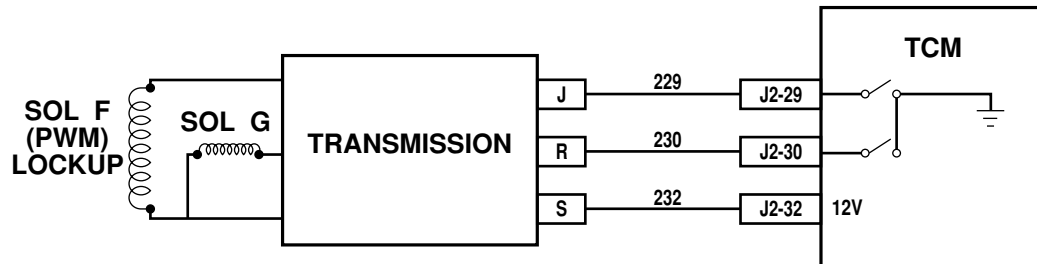 TCM
SOL F
(PWM)
LOCKUP
SOL G
TRANSMISSION
J
229
J2-29
R
230
J2-30
S
232
J2-32
12V